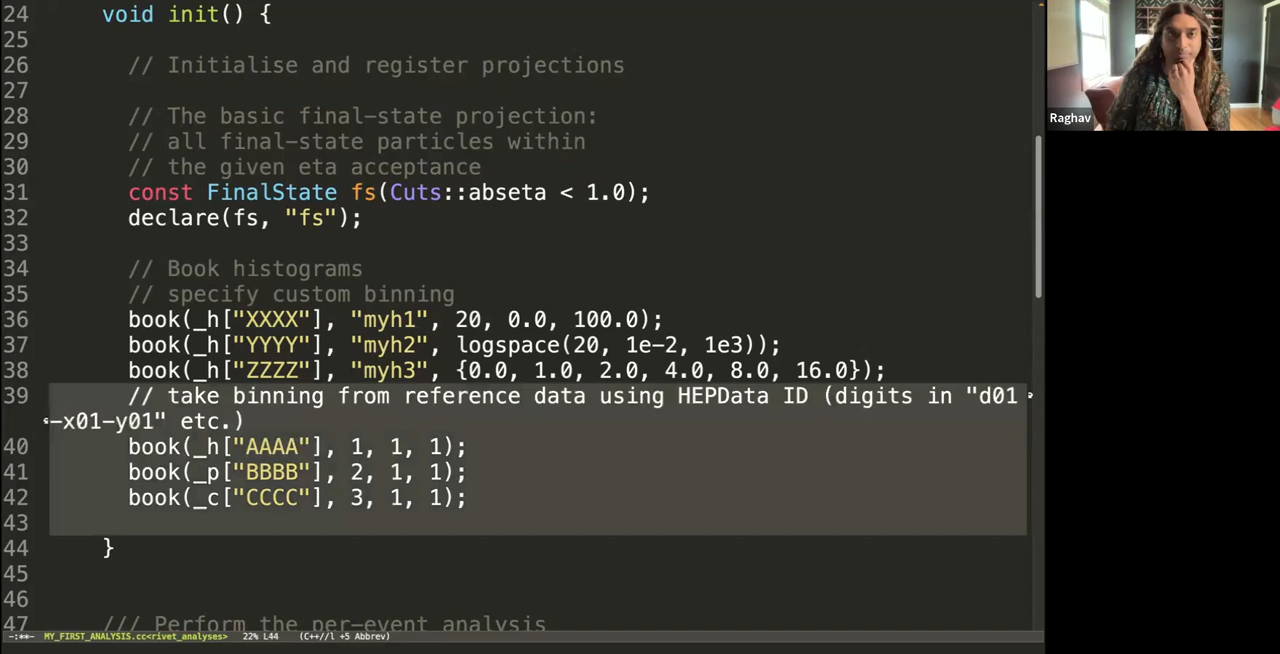 24 void init() {
25
26 // Initialise and register projections
27
28 // The basic final-state projection:
29 // all final-state particles within
30 // the given eta acceptance
31 const FinalState fs(Cuts::abseta < 1.0);
32 declare(fs, "fs");
33
34 // Book histograms
35 // specify custom binning
36 book(_h["XXXX"], "myh1", 20, 0.0, 100.0);
37 book(_h["YYYY"], "myh2", logspace(20, 1e-2, 1e3));
38 book(_h["ZZZZ"], "myh3", {0.0, 1.0, 2.0, 4.0, 8.0, 16.0});
39 // take binning from reference data using HEPData ID (digits in "d01
-x01-y01" etc.)
40 book(_h["AAAA"], 1, 1, 1);
41 book(_p["BBBB"], 2, 1, 1);
42 book(_c["CCCC"], 3, 1, 1);
43
44 }
45
46
47 /// Perform the per-event analysis
-:**- MY_FIRST_ANALYSIS.cc<rivet_analyses> 22% L44 (C++//l +5 Abbrev)
Raghav